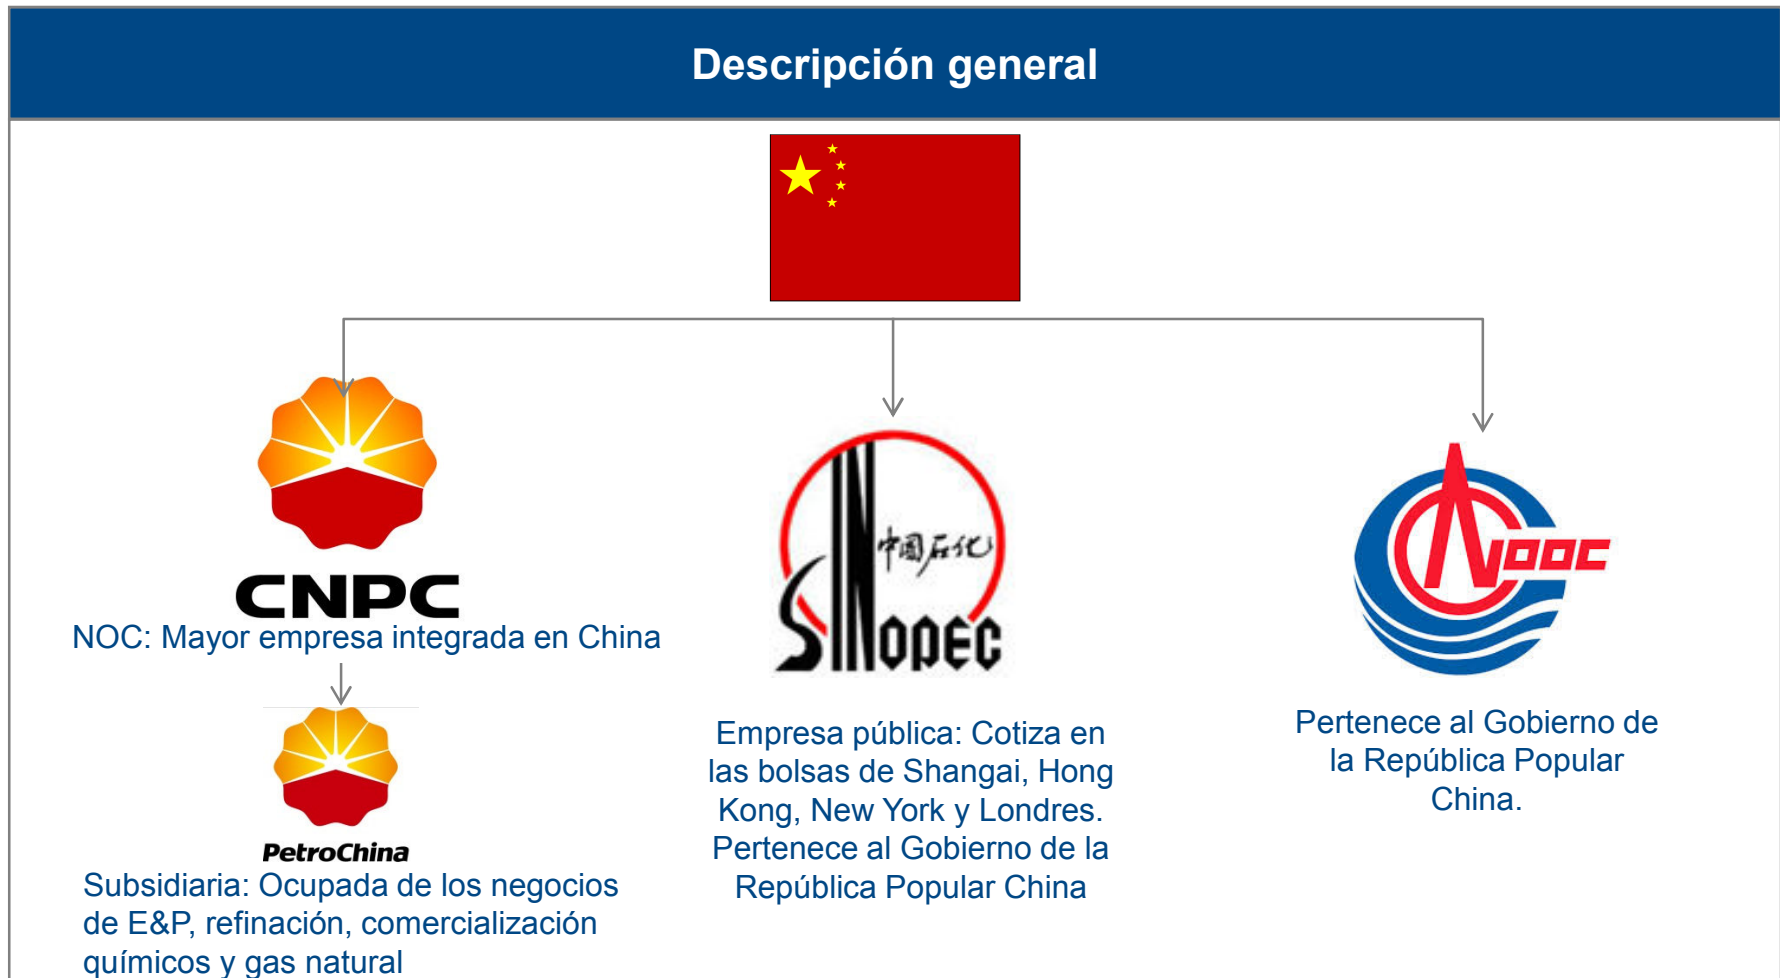 Descripción general
CNPC
NOC: Mayor empresa integrada en China
PetroChina
Subsidiaria: Ocupada de los negocios
de E&P, refinación, comercialización
químicos y gas natural
中国石化
SINOPEC
Empresa pública: Cotiza en
las bolsas de Shangai, Hong
Kong, New York y Londres.
Pertenece al Gobierno de la
República Popular China
CNOOC
Pertenece al Gobierno de
la República Popular
China.